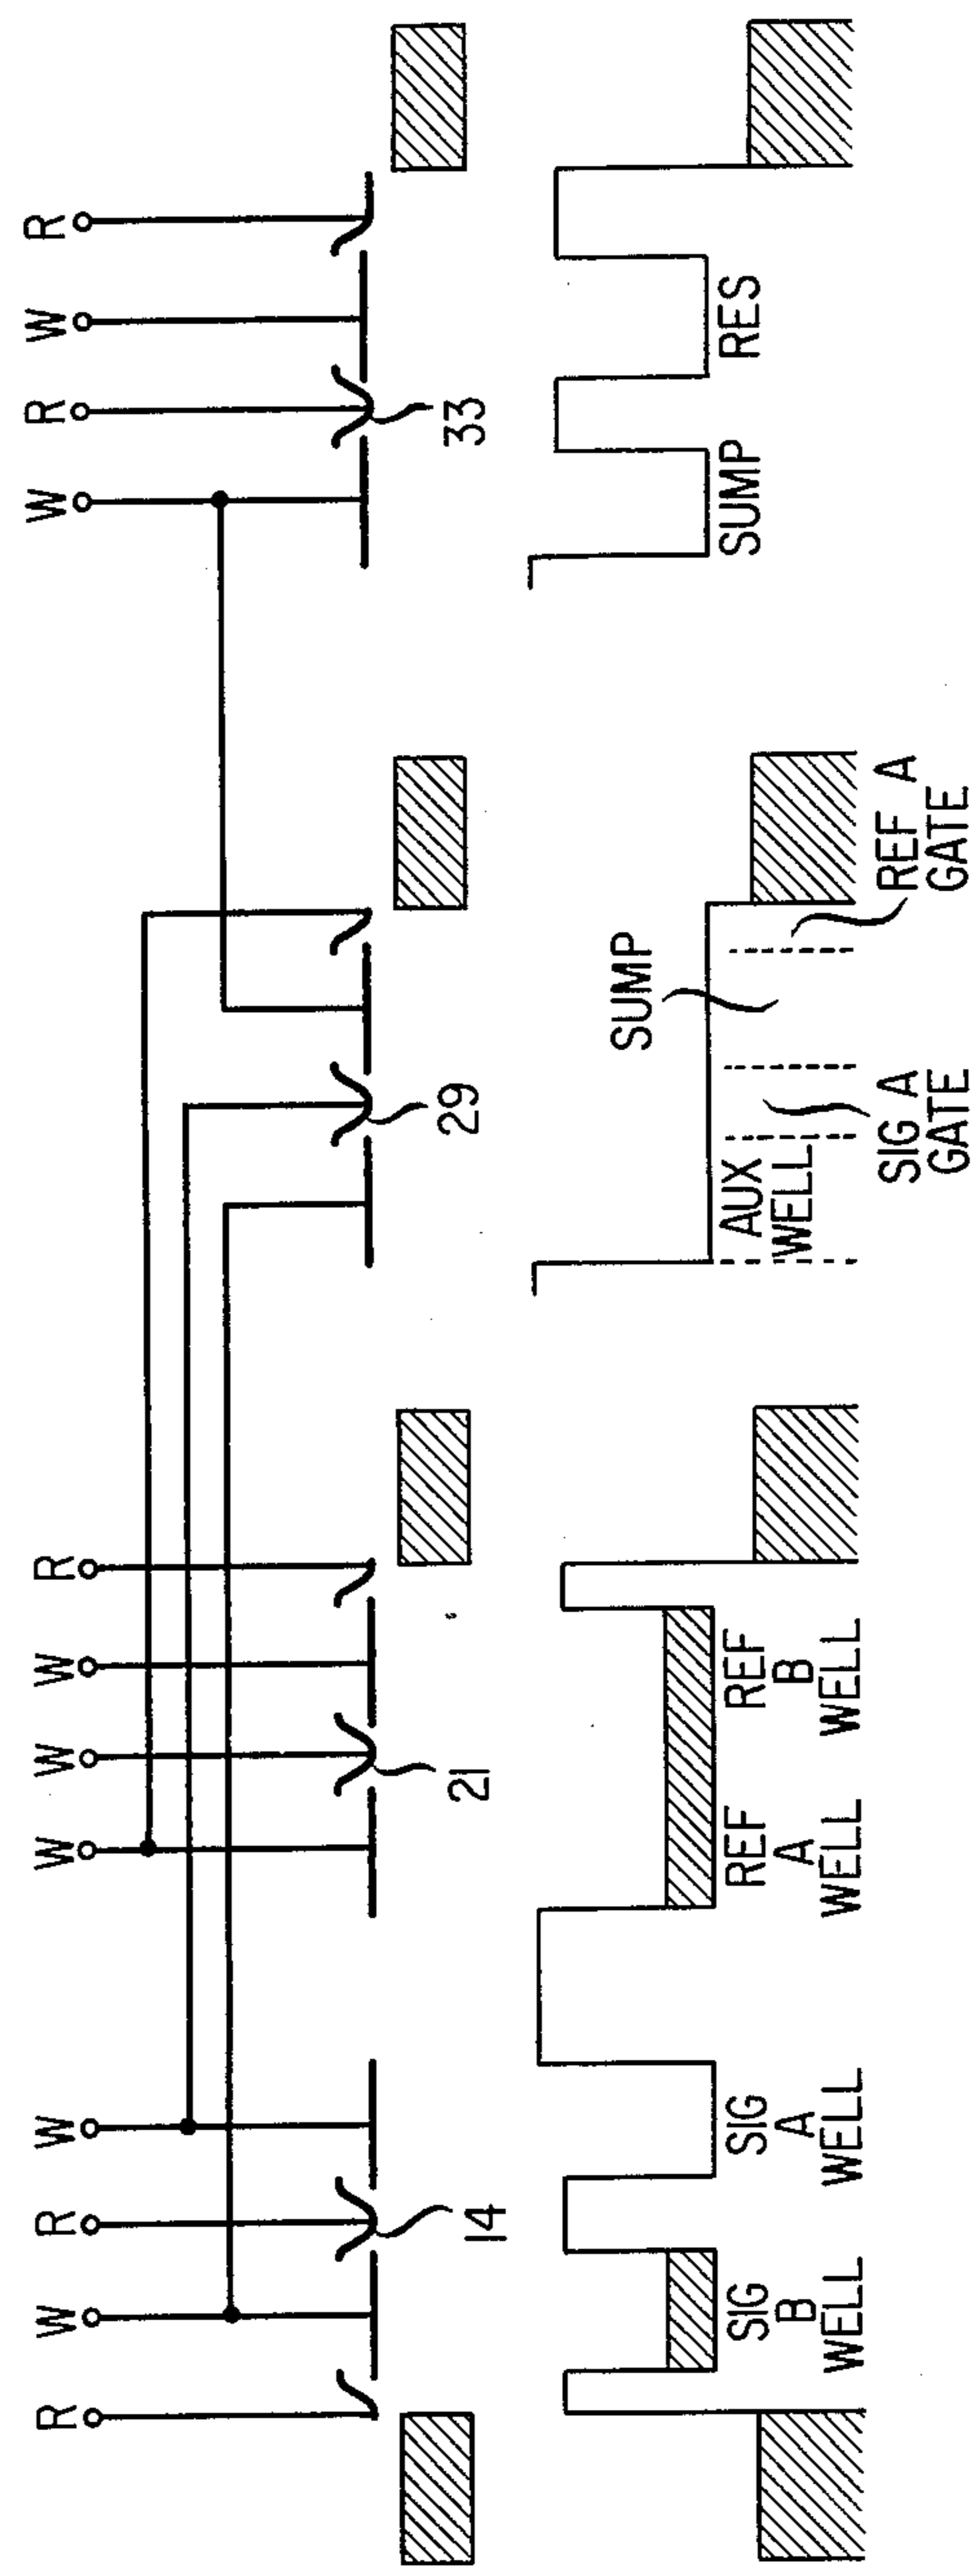 R W R W W W W R W R W R
14 21 29 33
SIG
B
WELL
SIG
A
WELL
REF
A
WELL
REF
B
WELL
AUX
WELL
SIG A
GATE
SUMP
REF A
GATE
SUMP
RES